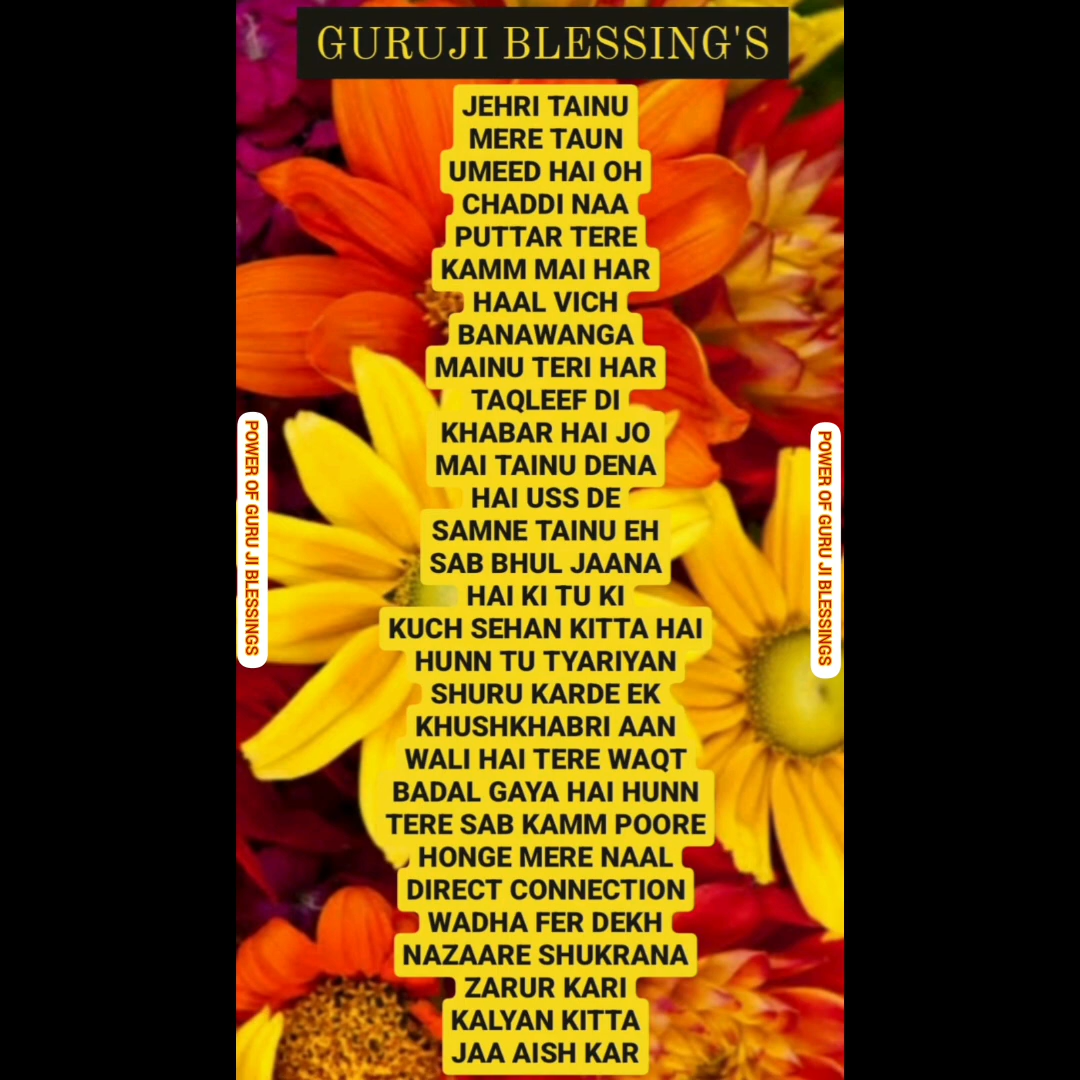 GURUJI BLESSING'S
JEHRI TAINU
MERE TAUN
UMEED HAI OH
CHADDI NAA
PUTTAR TERE
KAMM MAI HAR
HAAL VICH
BANAWANGA
MAINU TERI HAR
TAQLEEF DI
KHABAR HAI JO
MAI TAINU DENA
HAI USS DE
SAMNE TAINU EH
SAB BHUL JAANA
HAI KI TU KI
KUCH SEHAN KITTA HAI
HUNN TU TYARIYAN
SHURU KARDE EK
KHUSHKHABRI AAN
WALI HAI TERE WAQT
BADAL GAYA HAI HUNN
TERE SAB KAMM POORE
HONGE MERE NAAL
DIRECT CONNECTION
WADHA FER DEKH
NAZAARE SHUKRANA
ZARUR KARI
KALYAN KITTA
JAA AISH KAR
POWER OF GURU JI BLESSINGS
POWER OF GURU JI BLESSINGS